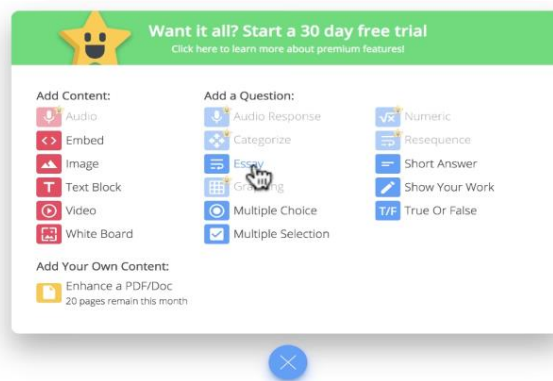 Want it all? Start a 30 day free trial
Click here to learn more about premium features!
Add Content:
Audio
Embed
Image
Text Block
Video
White Board
Add a Question:
Audio Response
Categorize
Essay
Graphing
Multiple Choice
Multiple Selection
Numeric
Resequence
Short Answer
Show Your Work
T/F True Or False
Add Your Own Content:
Enhance a PDF/Doc
20 pages remain this month